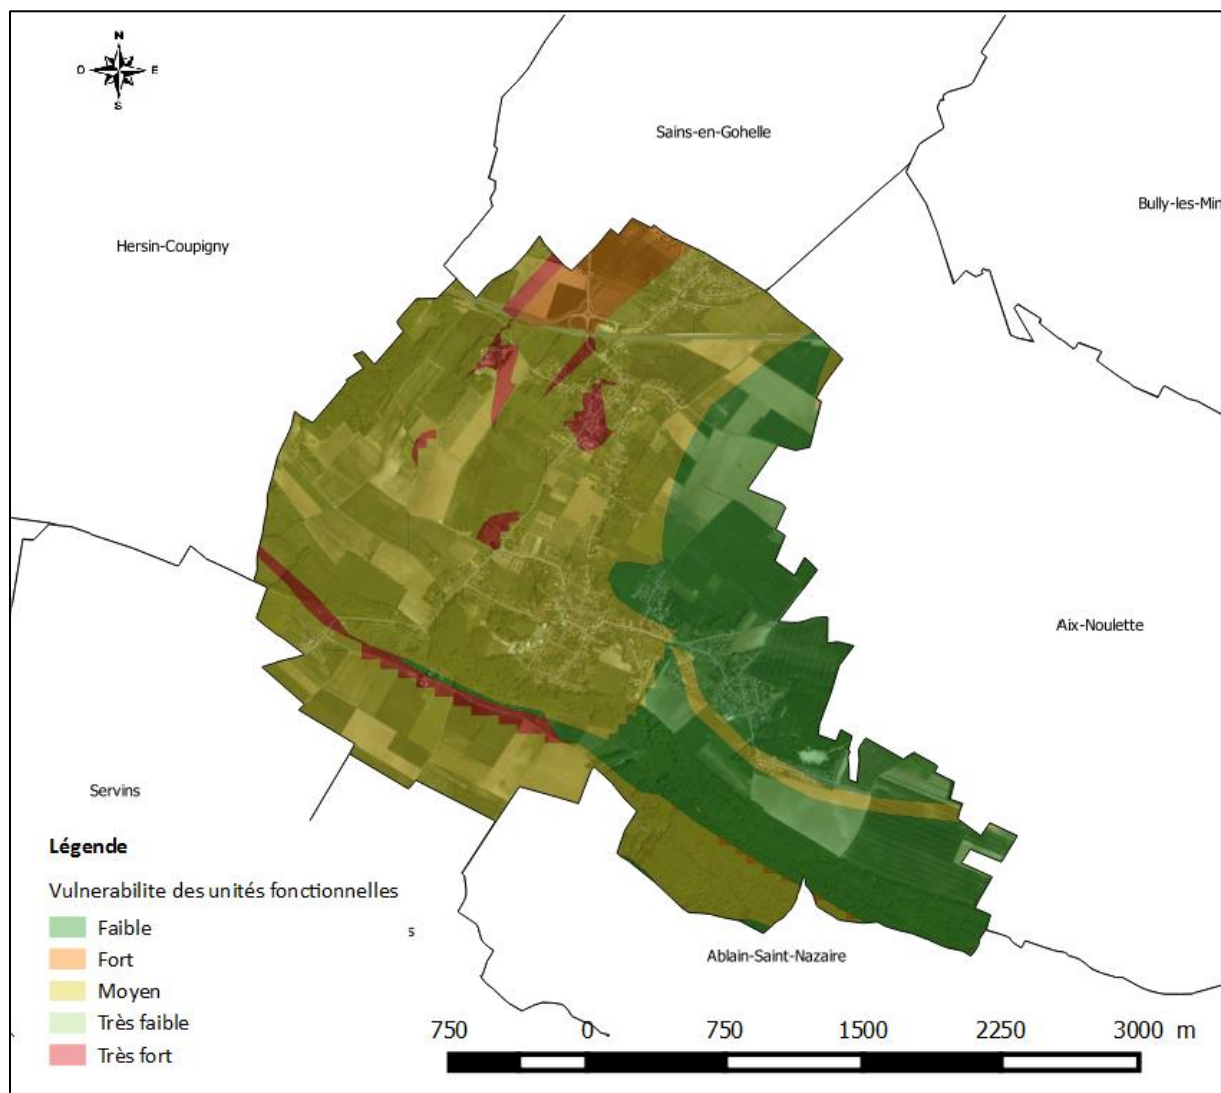 N
O E
S
Sains-en-Gohelle
Bully-les-Min
Hersin-Coupigny
Aix-Noulette
Servins
Légende
Vulnerabilite des unités fonctionnelles
Faible
s
Fort
Ablain-Saint-Nazaire
Moyen
Très faible
Très fort
750 0 750 1500 2250 3000 m